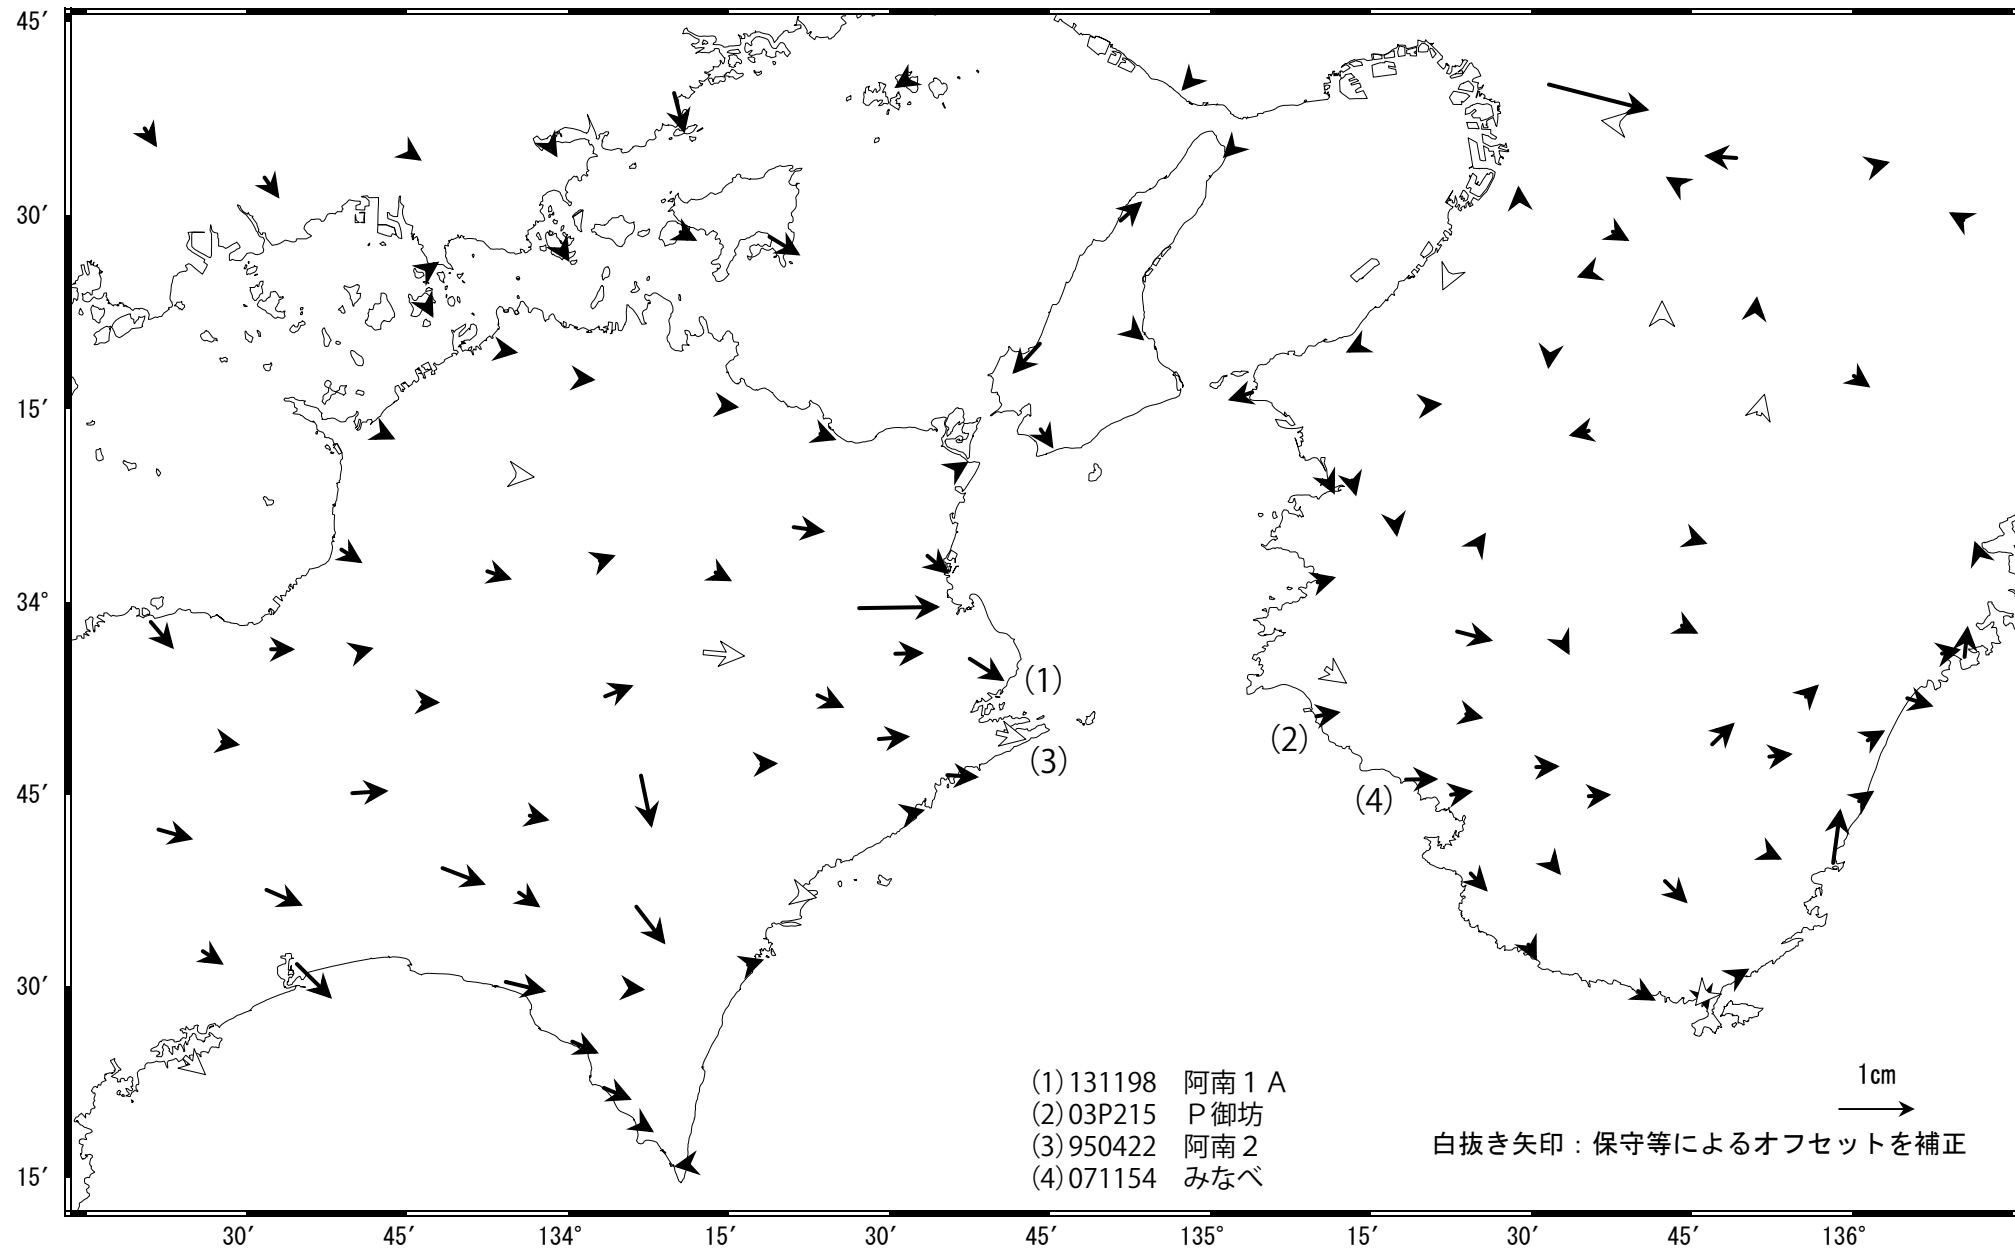 45′
30′
15′
34°
45′
30′
15′
(1)
(2)
(3)
(4)
(1)131198　阿南１Ａ
(2)03P215　Ｐ御坊
(3)950422　阿南２
(4)071154　みなべ
1cm
白抜き矢印：保守等によるオフセットを補正
30′ 45′ 134° 15′ 30′ 45′ 135° 15′ 30′ 45′ 136°